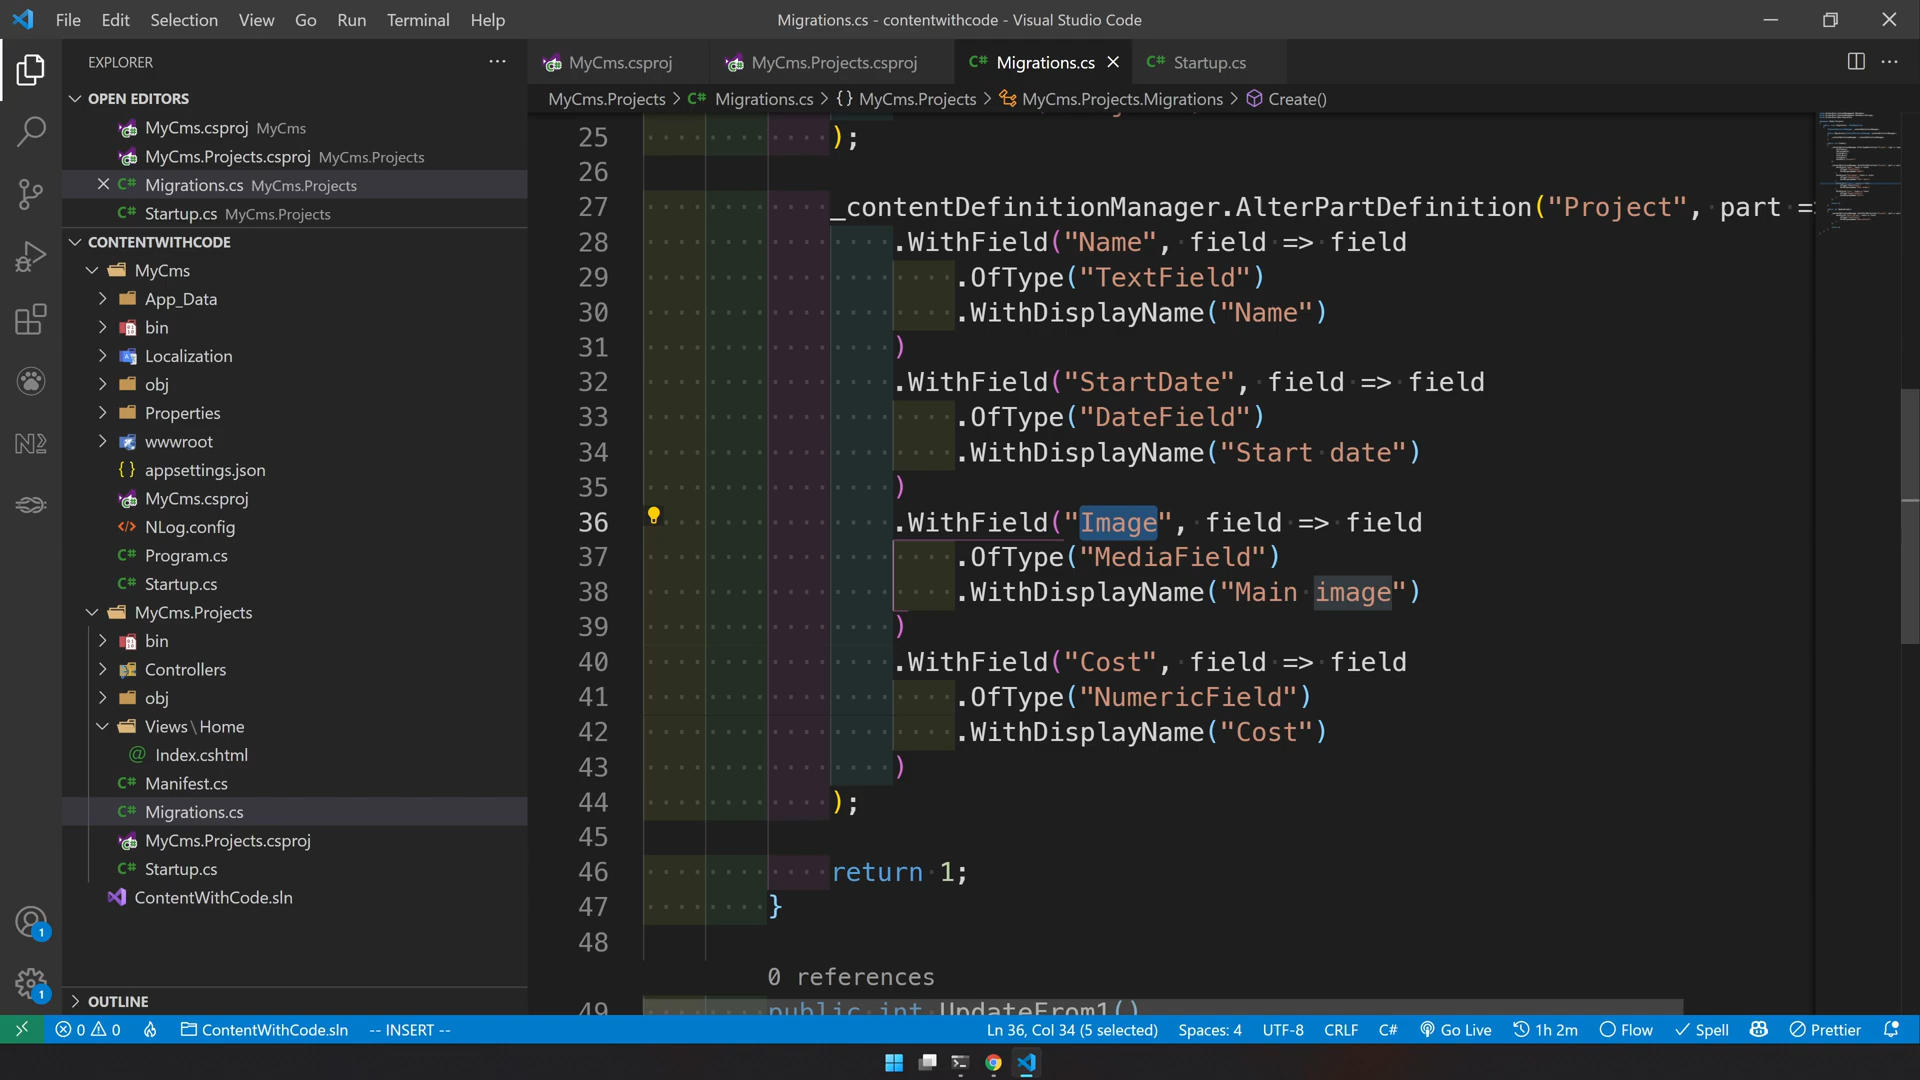 File Edit Selection View Go Run Terminal Help
Migrations.cs - contentwithcode - Visual Studio Code
EXPLORER
OPEN EDITORS
MyCms.csproj MyCms
MyCms.Projects.csproj MyCms.Projects
Migrations.cs MyCms.Projects
Startup.cs MyCms.Projects
CONTENTWITHCODE
MyCms
App_Data
bin
Localization
obj
Properties
wwwroot
appsettings.json
MyCms.csproj
NLog.config
Program.cs
Startup.cs
MyCms.Projects
bin
Controllers
obj
Views\Home
Index.cshtml
Manifest.cs
Migrations.cs
MyCms.Projects.csproj
Startup.cs
ContentWithCode.sln
OUTLINE
MyCms.csproj MyCms.Projects.csproj Migrations.cs Startup.cs
MyCms.Projects > Migrations.cs > {} MyCms.Projects > MyCms.Projects.Migrations > Create()
25 );
26
27 _contentDefinitionManager.AlterPartDefinition("Project", part =
28 .WithField("Name", field => field
29 .OfType("TextField")
30 .WithDisplayName("Name")
31 )
32 .WithField("StartDate", field => field
33 .OfType("DateField")
34 .WithDisplayName("Start date")
35 )
36 .WithField("Image", field => field
37 .OfType("MediaField")
38 .WithDisplayName("Main image")
39 )
40 .WithField("Cost", field => field
41 .OfType("NumericField")
42 .WithDisplayName("Cost")
43 )
44 );
45
46 return 1;
47 }
48
0 references
49 public int UpdateFrom1()
0 0 ContentWithCode.sln -- INSERT -- Ln 36, Col 34 (5 selected) Spaces: 4 UTF-8 CRLF C# Go Live 1h 2m Flow Spell Prettier